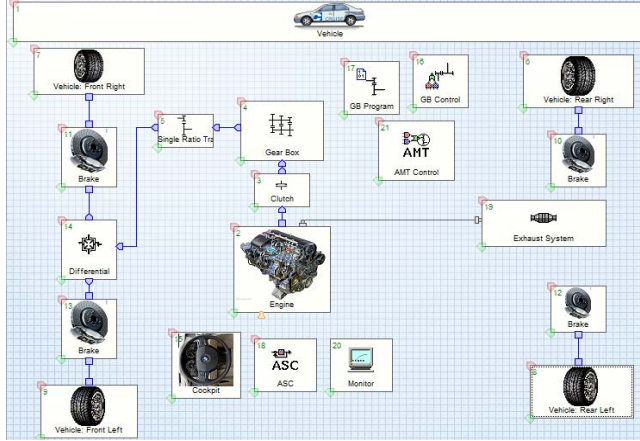 1
Vehicle
7
Vehicle: Front Right
17
GB Program
16
GB Control
6
Vehicle: Rear Right
5
Single Ratio Tra
4
Gear Box
21
AMT
AMT Control
11
Brake
10
Brake
3
Clutch
19
Exhaust System
14
Differential
2
Engine
13
Brake
12
Brake
15
Cockpit
18
ASC
ASC
20
Monitor
9
Vehicle: Front Left
8
Vehicle: Rear Left